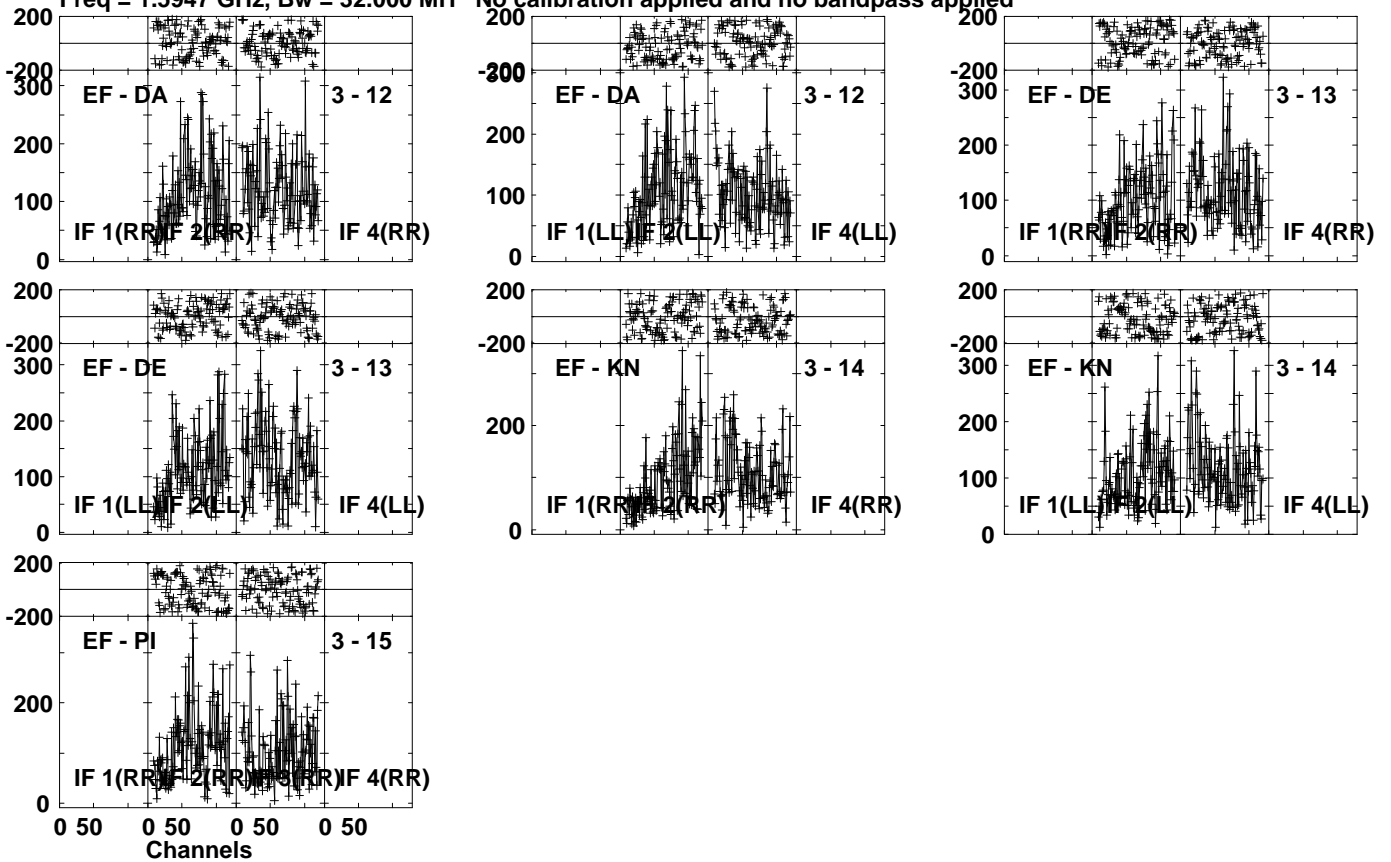 Freq = 1.5947 GHz, Bw = 32.000 MH No calibration applied and no bandpass applied
200
-200
300
200
100
0
EF - DA
3 - 12
IF 1(RR)
IF 2(RR)
IF 4(RR)
200
-200
300
200
100
0
EF - DA
3 - 12
IF 1(LL)
IF 2(LL)
IF 4(LL)
200
-200
300
200
100
0
EF - DE
3 - 13
IF 1(RR)
IF 2(RR)
IF 4(RR)
200
-200
300
200
100
0
EF - DE
3 - 13
IF 1(LL)
IF 2(LL)
IF 4(LL)
200
-200
200
0
EF - KN
3 - 14
IF 1(RR)
IF 2(RR)
IF 4(RR)
200
-200
300
200
100
0
EF - KN
3 - 14
IF 1(LL)
IF 2(LL)
IF 4(LL)
200
-200
200
0
EF - PI
3 - 15
IF 1(RR)
IF 2(RR)
IF 3(RR)
IF 4(RR)
0 50 0 50 0 50 0 50
Channels